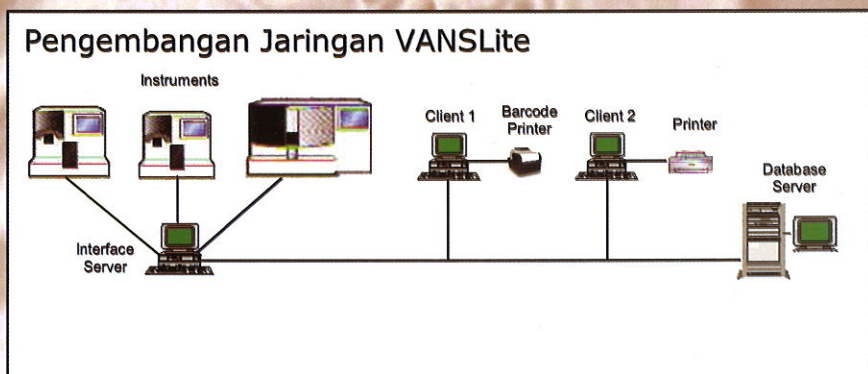 Pengembangan Jaringan VANSLite
Instruments
Client 1
Barcode
Printer
Client 2
Printer
Database
Server
Interface
Server